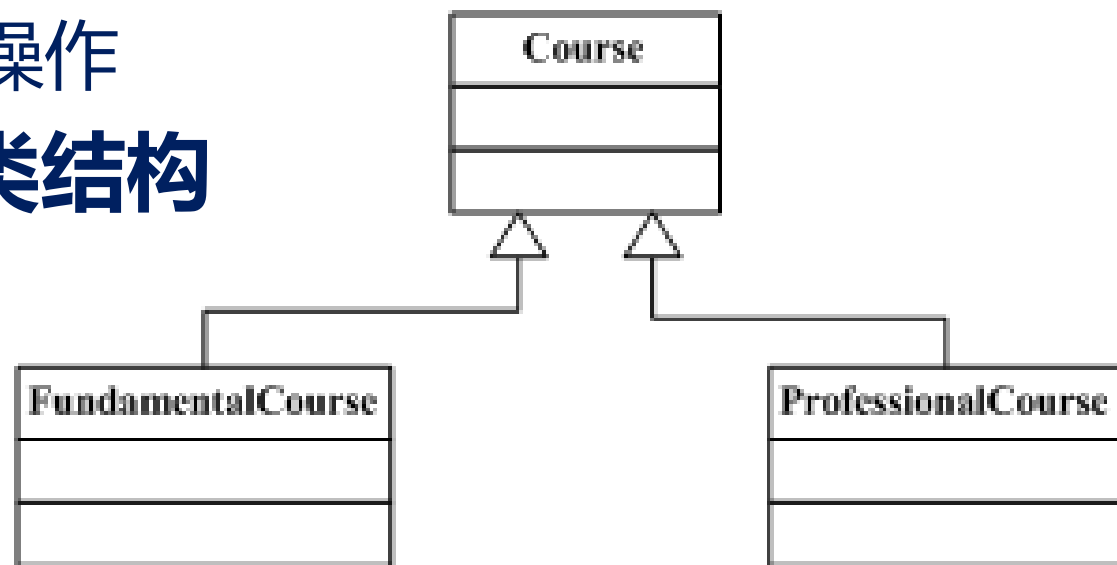 操作
类结构
Course
FundamentalCourse
ProfessionalCourse